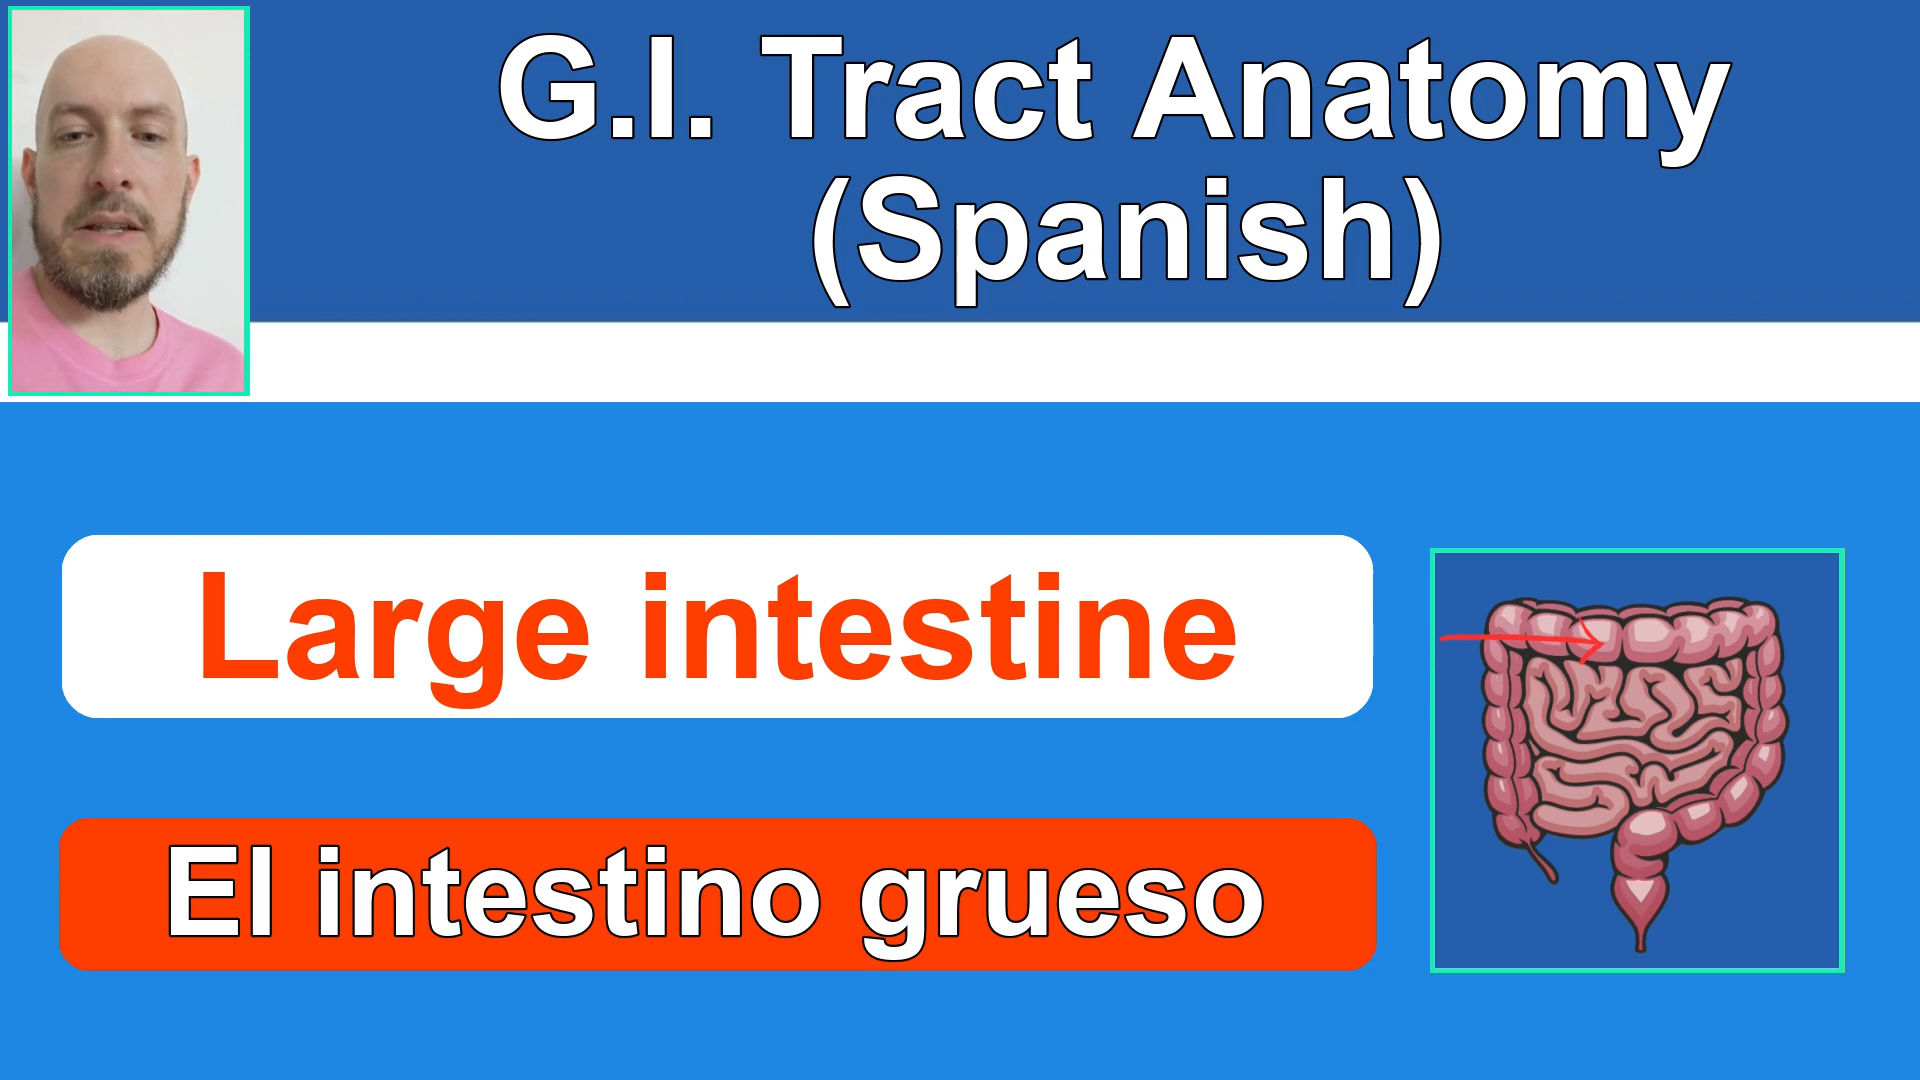 G.I. Tract Anatomy
(Spanish)
Large intestine
El intestino grueso